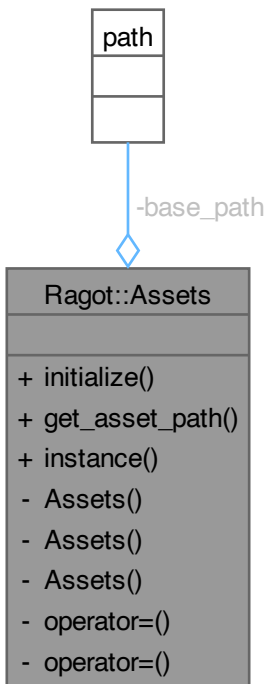 path
-base_path
Ragot::Assets
+ initialize()
+ get_asset_path()
+ instance()
- Assets()
- Assets()
- Assets()
- operator=()
- operator=()